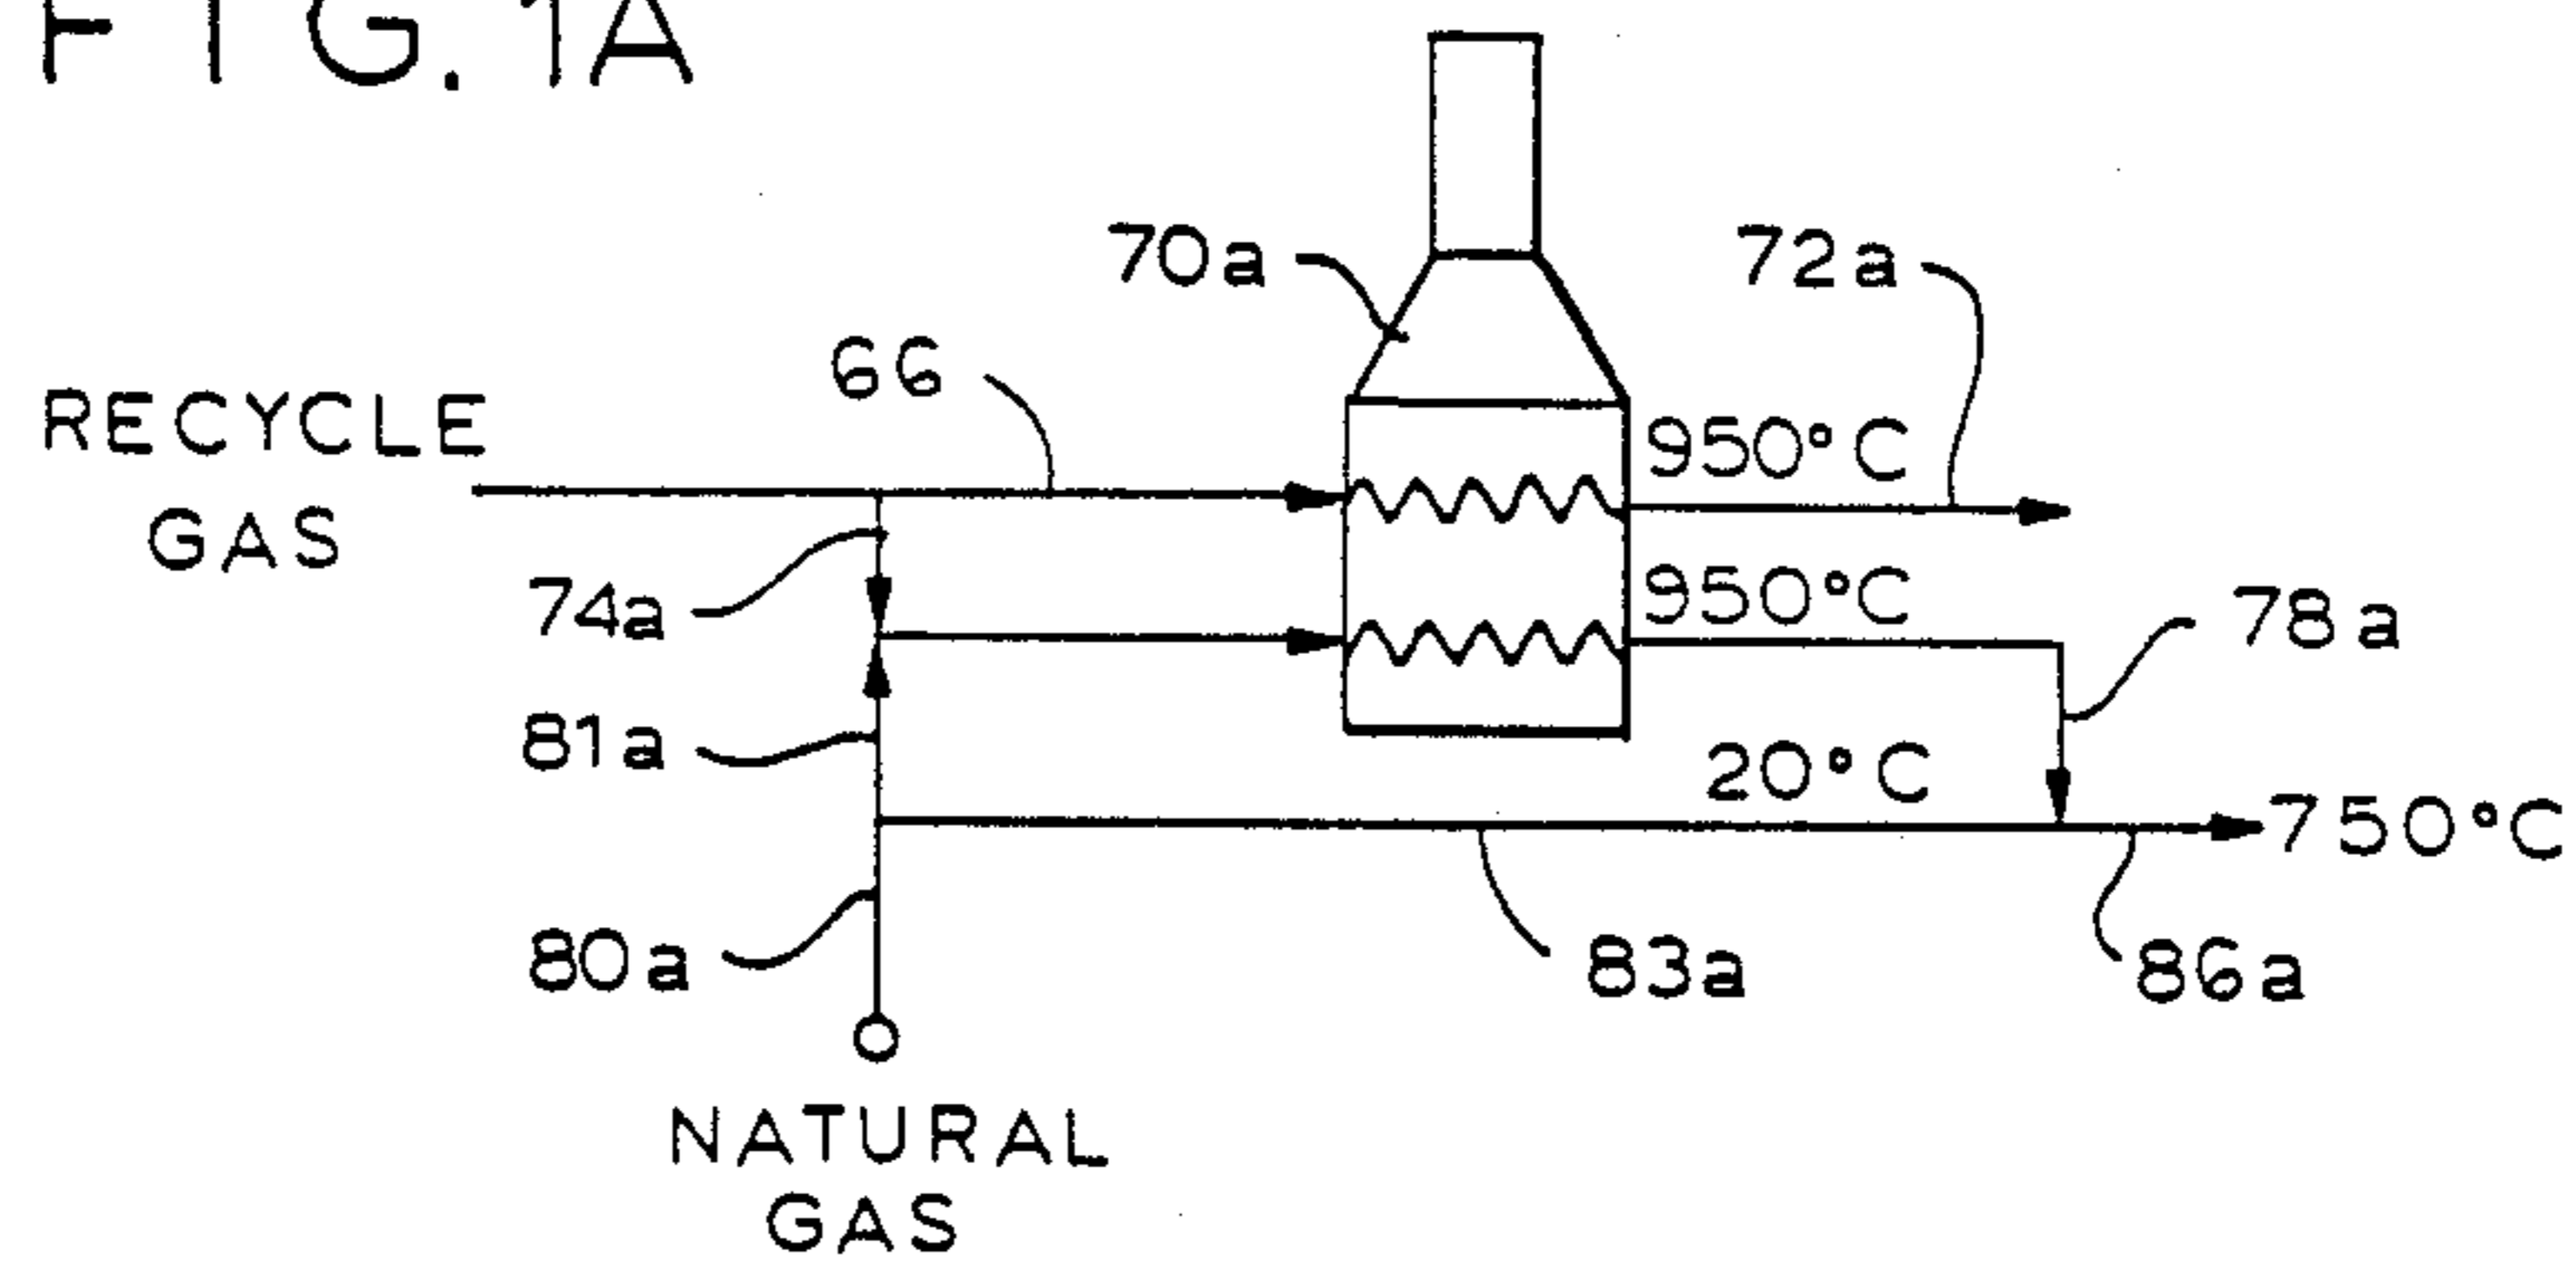 FIG. 1A
70a
72a
66
RECYCLE
GAS
950°C
74a
950°C
78a
81a
20°C
750°C
80a
83a
86a
NATURAL
GAS